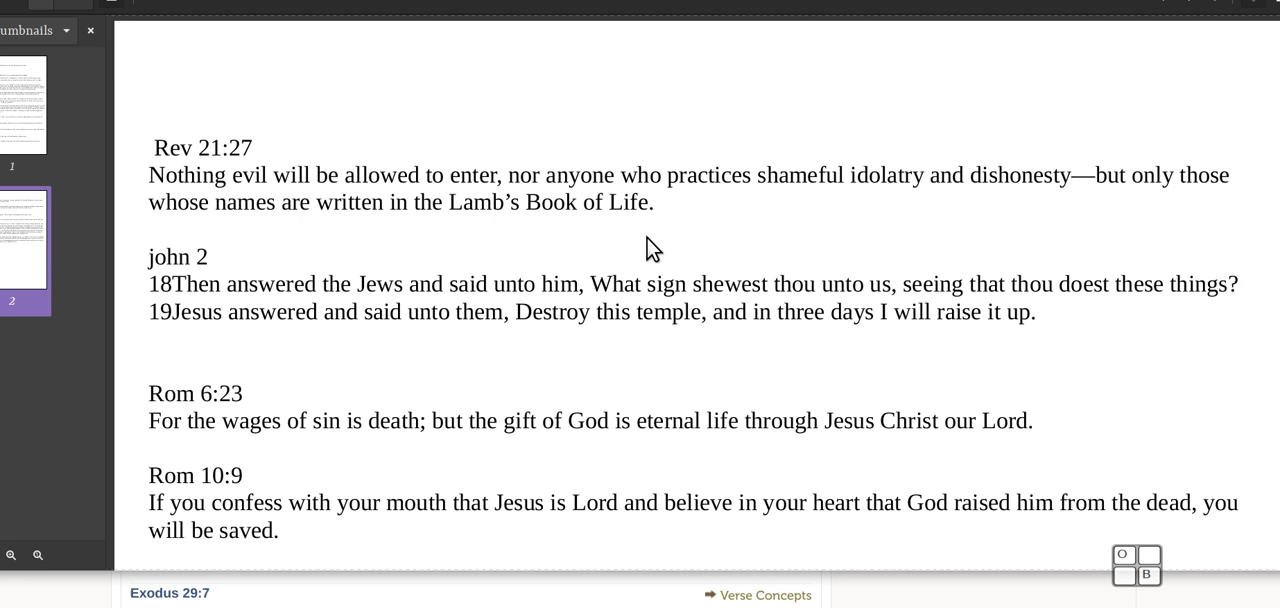 umbnails
1
2
Rev 21:27
Nothing evil will be allowed to enter, nor anyone who practices shameful idolatry and dishonesty—but only those
whose names are written in the Lamb’s Book of Life.
john 2
18Then answered the Jews and said unto him, What sign shewest thou unto us, seeing that thou doest these things?
19Jesus answered and said unto them, Destroy this temple, and in three days I will raise it up.
Rom 6:23
For the wages of sin is death; but the gift of God is eternal life through Jesus Christ our Lord.
Rom 10:9
If you confess with your mouth that Jesus is Lord and believe in your heart that God raised him from the dead, you
will be saved.
O
B
Exodus 29:7
Verse Concepts